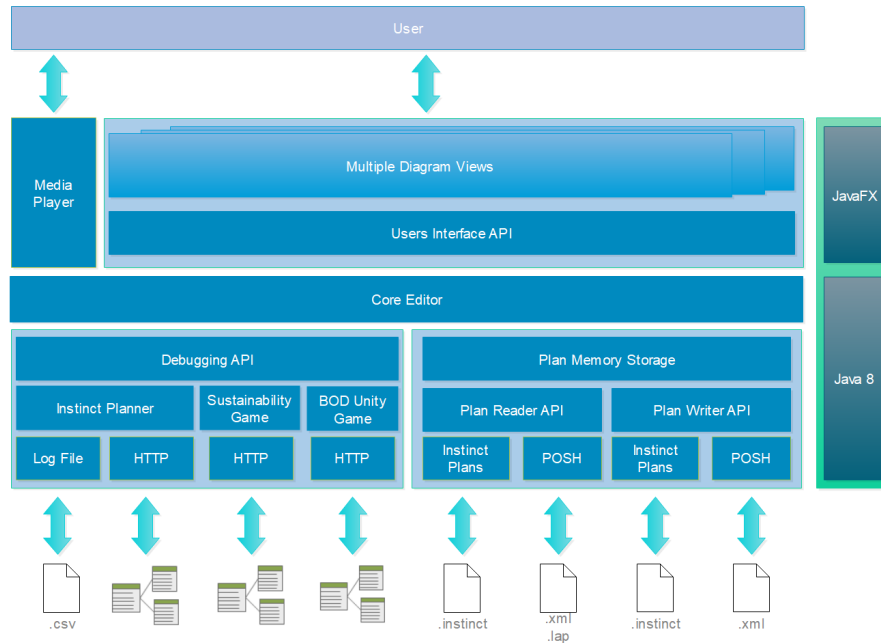 User
Media
Player
Multiple Diagram Views
Users Interface API
JavaFX
Core Editor
Debugging API
Plan Memory Storage
Java 8
Instinct Planner
Sustainability
Game
BOD Unity
Game
Plan Reader API
Plan Writer API
Log File
HTTP
HTTP
HTTP
Instinct
Plans
POSH
Instinct
Plans
POSH
.csv
.instinct
.xml
.lap
.instinct
.xml